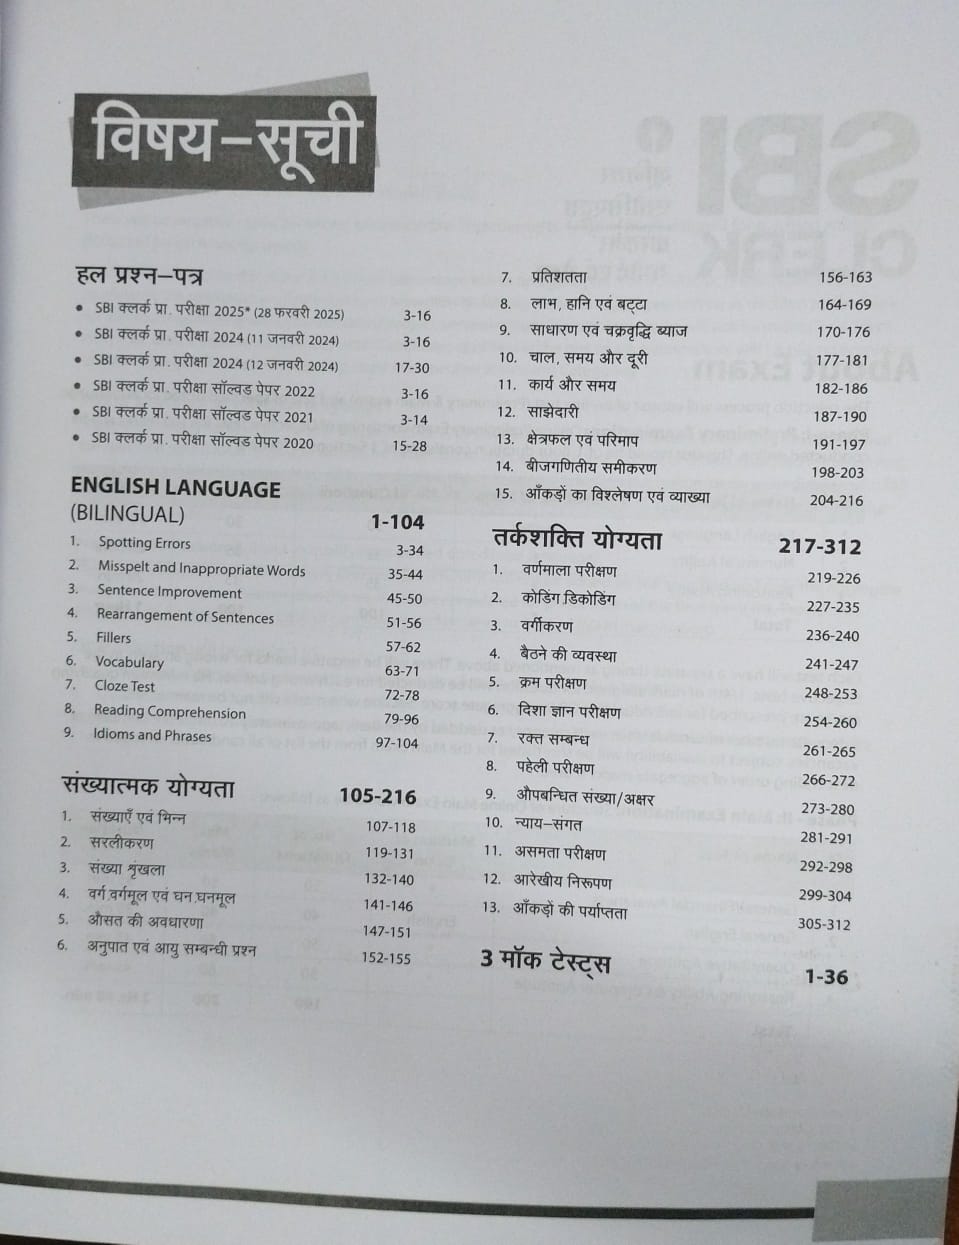 विषय–सूची
हल प्रश्न–पत्र
• SBI क्लर्क प्रा. परीक्षा 2025* (28 फरवरी 2025) 3-16
• SBI क्लर्क प्रा. परीक्षा 2024 (11 जनवरी 2024) 3-16
• SBI क्लर्क प्रा. परीक्षा 2024 (12 जनवरी 2024) 17-30
• SBI क्लर्क प्रा. परीक्षा सॉल्वड पेपर 2022 3-16
• SBI क्लर्क प्रा. परीक्षा सॉल्वड पेपर 2021 3-14
• SBI क्लर्क प्रा. परीक्षा सॉल्वड पेपर 2020 15-28
ENGLISH LANGUAGE
(BILINGUAL) 1-104
1. Spotting Errors 3-34
2. Misspelt and Inappropriate Words 35-44
3. Sentence Improvement 45-50
4. Rearrangement of Sentences 51-56
5. Fillers 57-62
6. Vocabulary 63-71
7. Cloze Test 72-78
8. Reading Comprehension 79-96
9. Idioms and Phrases 97-104
संख्यात्मक योग्यता 105-216
1. संख्याएँ एवं भिन्न 107-118
2. सरलीकरण 119-131
3. संख्या शृंखला 132-140
4. वर्ग,वर्गमूल एवं घन,घनमूल 141-146
5. औसत की अवधारणा 147-151
6. अनुपात एवं आयु सम्बन्धी प्रश्न 152-155
7. प्रतिशतता 156-163
8. लाभ, हानि एवं बट्टा 164-169
9. साधारण एवं चक्रवृद्धि ब्याज 170-176
10. चाल, समय और दूरी 177-181
11. कार्य और समय 182-186
12. साझेदारी 187-190
13. क्षेत्रफल एवं परिमाप 191-197
14. बीजगणितीय समीकरण 198-203
15. आँकड़ों का विश्लेषण एवं व्याख्या 204-216
तर्कशक्ति योग्यता 217-312
1. वर्णमाला परीक्षण 219-226
2. कोडिंग,डिकोडिंग 227-235
3. वर्गीकरण 236-240
4. बैठने की व्यवस्था 241-247
5. क्रम परीक्षण 248-253
6. दिशा ज्ञान परीक्षण 254-260
7. रक्त सम्बन्ध 261-265
8. पहेली परीक्षण 266-272
9. औपबन्धित संख्या/अक्षर 273-280
10. न्याय–संगत 281-291
11. असमता परीक्षण 292-298
12. आरेखीय निरूपण 299-304
13. आँकड़ों की पर्याप्तता 305-312
3 मॉक टेस्ट्स 1-36